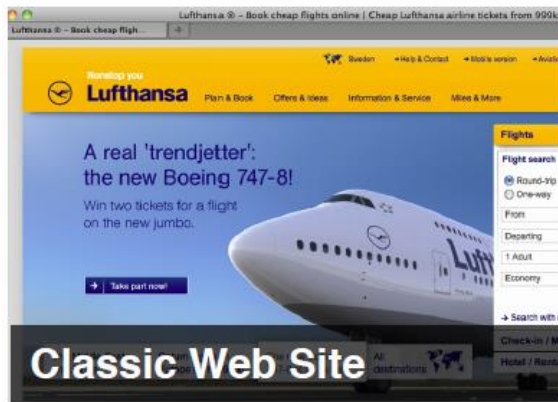 Lufthansa ® - Book cheap flights online | Cheap Lufthansa airline tickets from 999k
Lufthansa ® - Book cheap fligh...
Sweden Help & Contact Mobile version
Nonstop you
Lufthansa
Plan & Book Offers & Ideas Information & Service Miles & More
Flights
Flight search
Round-trip
One-way
From
Departing
1 Adult
Economy
→ Search with
Check-in / M
Hotel /
A real 'trendjetter':
the new Boeing 747-8!
Win two tickets for a flight
on the new jumbo.
Take part now!
Luft
All
destinations
Classic Web Site